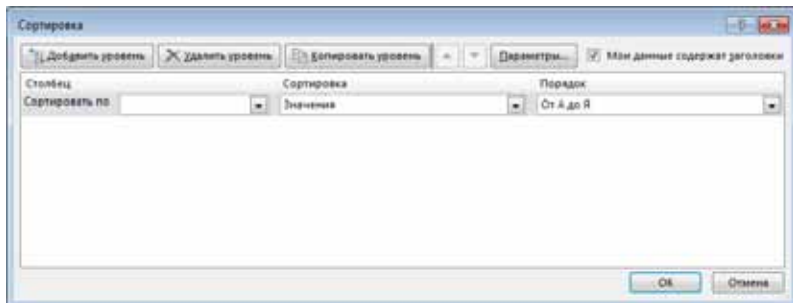 Сортировка
Добавить уровень Удалить уровень Копировать уровень Параметры... Мои данные содержат заголовки
Столбец Сортировка Порядок
Сортировать по Значения От А до Я
ОК Отмена